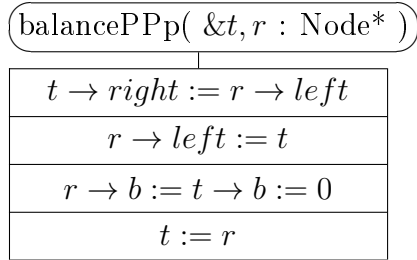 balancePPp( &t, r : Node* )
t → right := r → left
r → left := t
r → b := t → b := 0
t := r